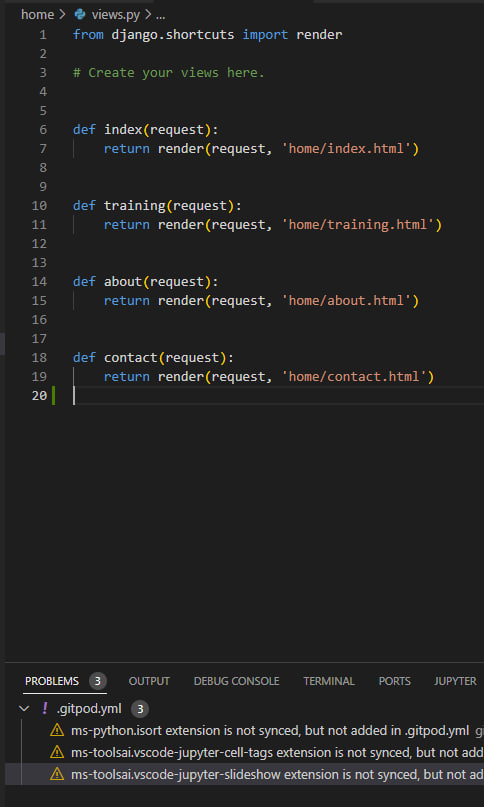 home > views.py > ...
1 from django.shortcuts import render
2
3 # Create your views here.
4
5
6 def index(request):
7 return render(request, 'home/index.html')
8
9
10 def training(request):
11 return render(request, 'home/training.html')
12
13
14 def about(request):
15 return render(request, 'home/about.html')
16
17
18 def contact(request):
19 return render(request, 'home/contact.html')
20
PROBLEMS 3 OUTPUT DEBUG CONSOLE TERMINAL PORTS JUPYTER
! .gitpod.yml 3
ms-python.isort extension is not synced, but not added in .gitpod.yml
ms-toolsai.vscode-jupyter-cell-tags extension is not synced, but not add
ms-toolsai.vscode-jupyter-slideshow extension is not synced, but not ad